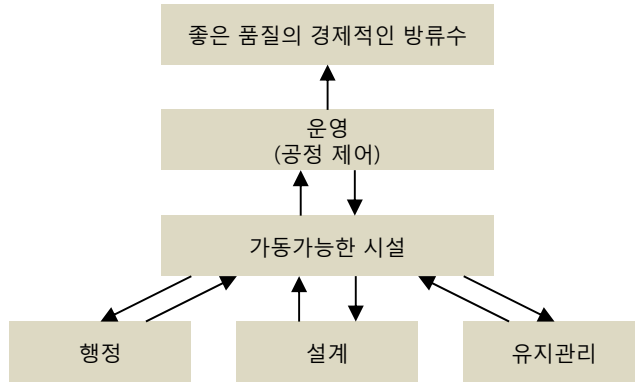 좋은 품질의 경제적인 방류수
운영
(공정 제어)
가동가능한 시설
행정
설계
유지관리